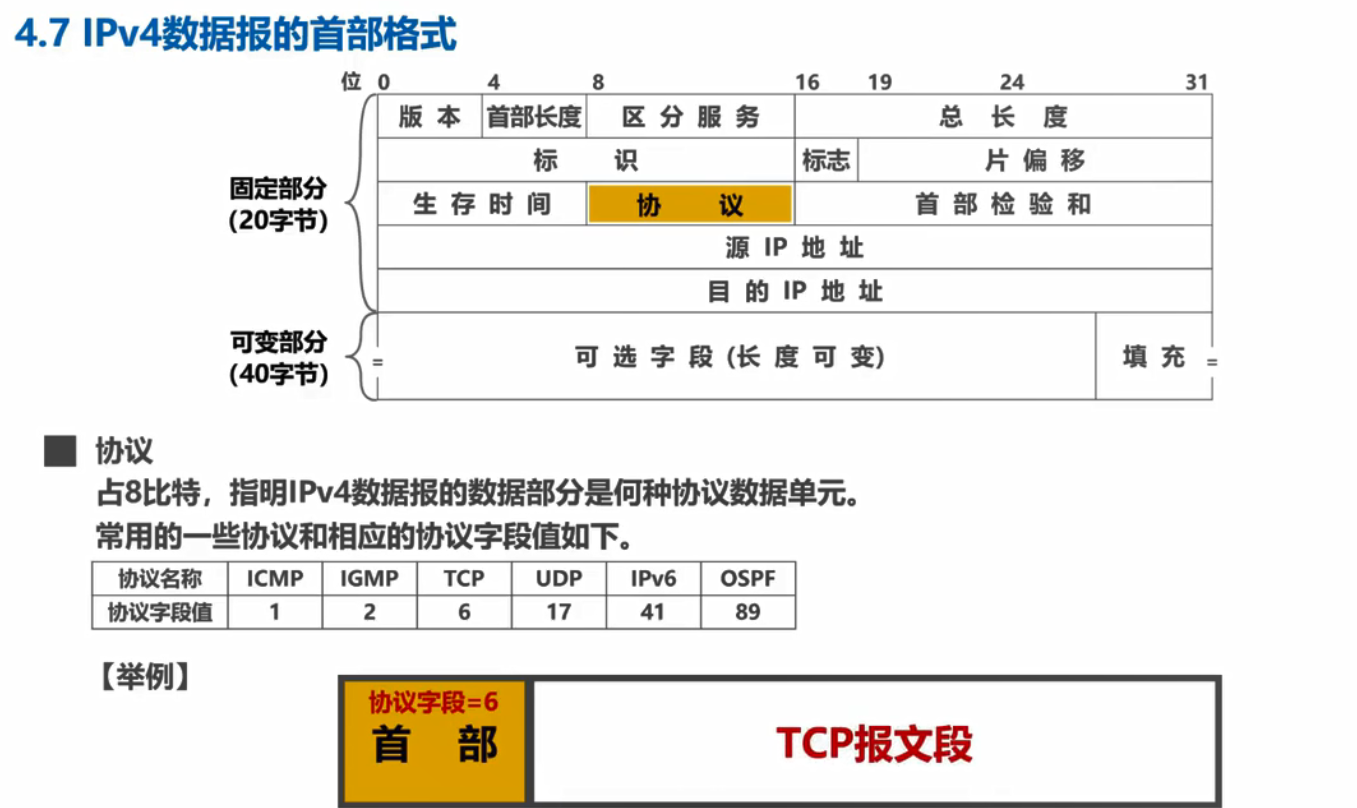 4.7 IPv4数据报的首部格式
位 0 4 8 16 19 24 31
版 本 首部长度 区 分 服 务 总 长 度
标 识 标志 片 偏 移
固定部分
(20字节)
生 存 时 间 协 议 首 部 检 验 和
源 IP 地 址
目 的 IP 地 址
可变部分
(40字节)
= 可 选 字 段 (长 度 可 变) 填 充 =
协议
占8比特，指明IPv4数据报的数据部分是何种协议数据单元。
常用的一些协议和相应的协议字段值如下。
协议名称 ICMP IGMP TCP UDP IPv6 OSPF
协议字段值 1 2 6 17 41 89
【举例】
协议字段=6
首 部
TCP报文段